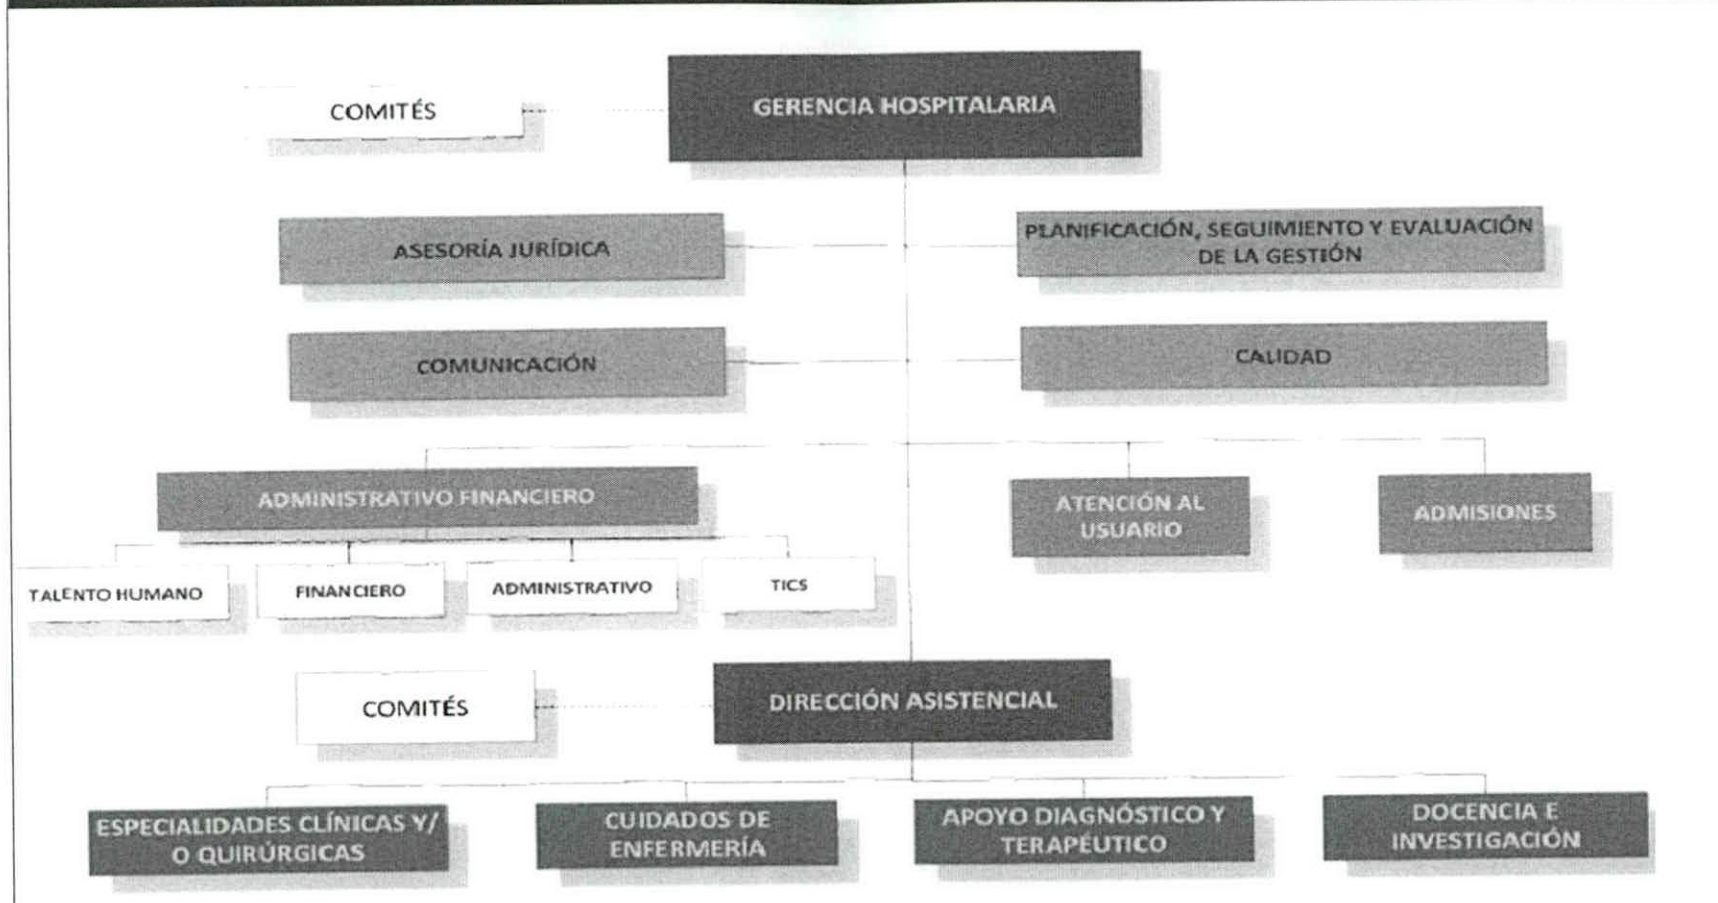 COMITÉS
GERENCIA HOSPITALARIA
ASESORÍA JURÍDICA
PLANIFICACIÓN, SEGUIMIENTO Y EVALUACIÓN
DE LA GESTIÓN
COMUNICACIÓN
CALIDAD
ADMINISTRATIVO FINANCIERO
ATENCIÓN AL
USUARIO
ADMISIONES
TALENTO HUMANO
FINANCIERO
ADMINISTRATIVO
TICS
COMITÉS
DIRECCIÓN ASISTENCIAL
ESPECIALIDADES CLÍNICAS Y/
O QUIRÚRGICAS
CUIDADOS DE
ENFERMERÍA
APOYO DIAGNÓSTICO Y
TERAPÉUTICO
DOCENCIA E
INVESTIGACIÓN